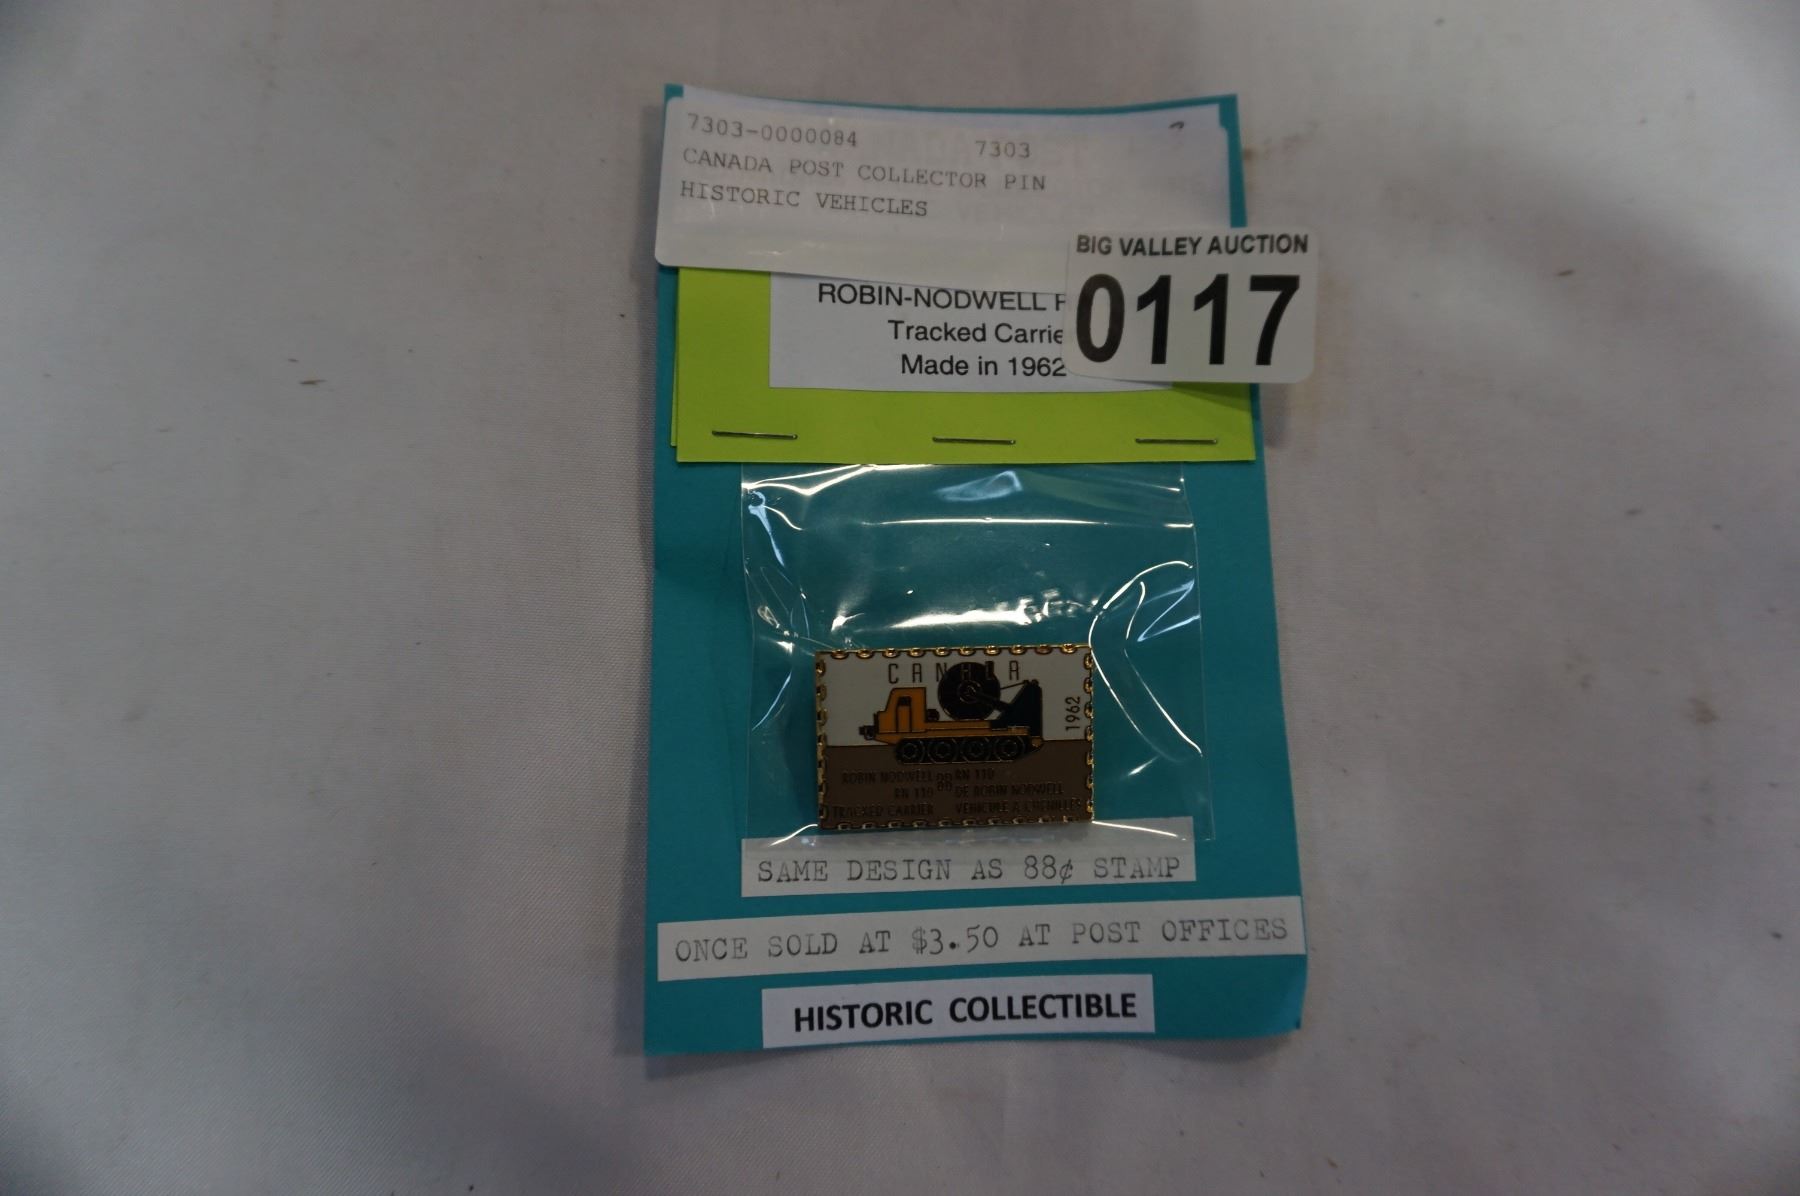 7303-0000084 7303
CANADA POST COLLECTOR PIN
HISTORIC VEHICLES
BIG VALLEY AUCTION
0117
ROBIN-NODWELL
Tracked Carrie
Made in 1962
CANADA
1962
ROBIN NODWELL 88 RN 110
RN 110 DE ROBIN NODWELL
TRACKED CARRIER VEHICULE A CHENILLES
SAME DESIGN AS 88¢ STAMP
ONCE SOLD AT $3.50 AT POST OFFICES
HISTORIC COLLECTIBLE